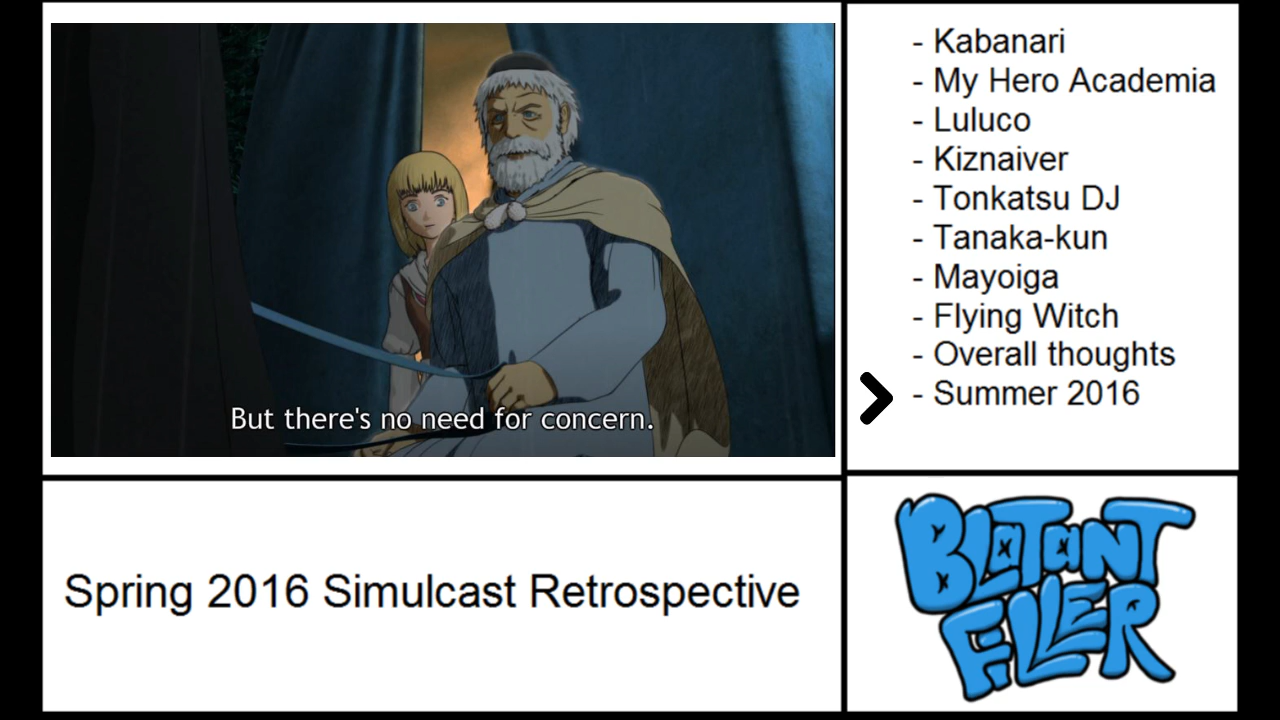 But there's no need for concern.
- Kabanari
- My Hero Academia
- Luluco
- Kiznaiver
- Tonkatsu DJ
- Tanaka-kun
- Mayoiga
- Flying Witch
- Overall thoughts
- Summer 2016
Spring 2016 Simulcast Retrospective
BLATANT
FILLER